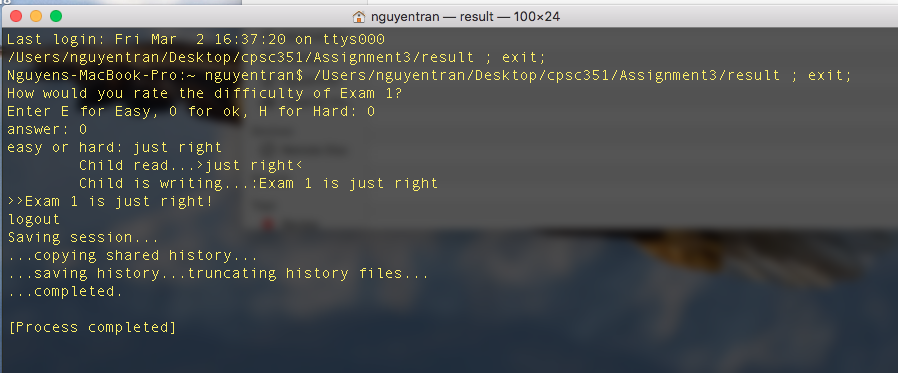 nguyentran — result — 100×24
Last login: Fri Mar  2 16:37:20 on ttys000
/Users/nguyentran/Desktop/cpsc351/Assignment3/result ; exit;
Nguyens-MacBook-Pro:~ nguyentran$ /Users/nguyentran/Desktop/cpsc351/Assignment3/result ; exit;
How would you rate the difficulty of Exam 1?
Enter E for Easy, O for ok, H for Hard: O
answer: O
easy or hard: just right
        Child read...>just right<
        Child is writing...:Exam 1 is just right
>>Exam 1 is just right!
logout
Saving session...
...copying shared history...
...saving history...truncating history files...
...completed.

[Process completed]